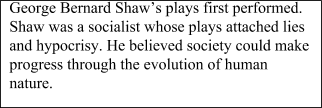 George Bernard Shaw's plays first performed.
Shaw was a socialist whose plays attached lies
and hypocrisy. He believed society could make
progress through the evolution of human
nature.